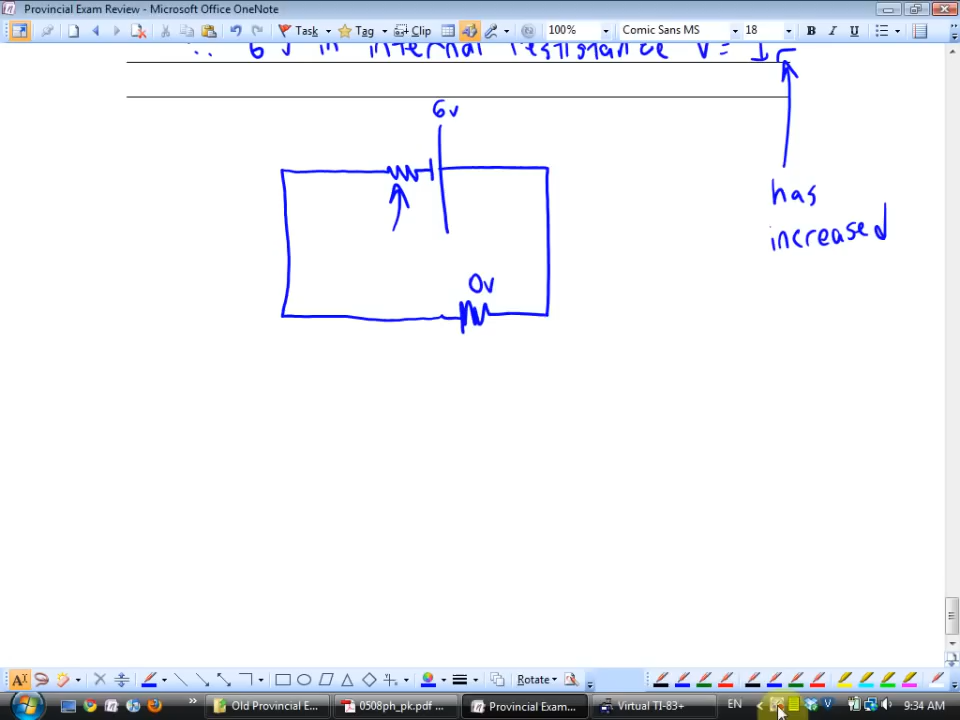 Provincial Exam Review - Microsoft OneNote
Task
Tag
Clip
100%
Comic Sans MS
18
B I U
∴ 6 v in internal resistance V = Ir
6v
has
increased
0v
Rotate
Old Provincial E...
0508ph_pk.pdf ...
Provincial Exam...
Virtual TI-83+
EN
9:34 AM